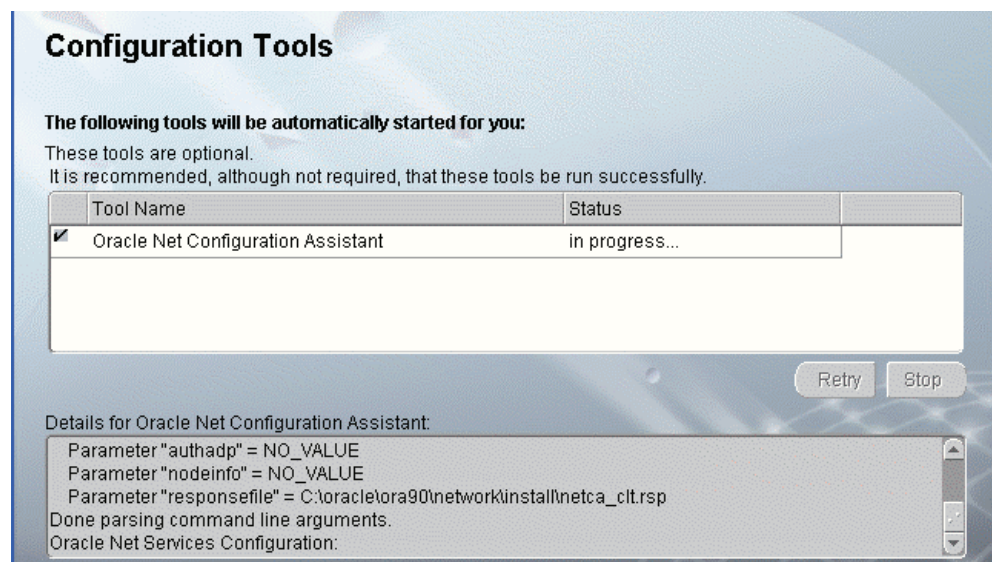 Configuration Tools
The following tools will be automatically started for you:
These tools are optional.
It is recommended, although not required, that these tools be run successfully.
Tool Name Status
Oracle Net Configuration Assistant in progress...
Retry Stop
Details for Oracle Net Configuration Assistant:
Parameter "authadp" = NO_VALUE
Parameter "nodeinfo" = NO_VALUE
Parameter "responsefile" = C:\oracle\ora90\network\install\netca_clt.rsp
Done parsing command line arguments.
Oracle Net Services Configuration: